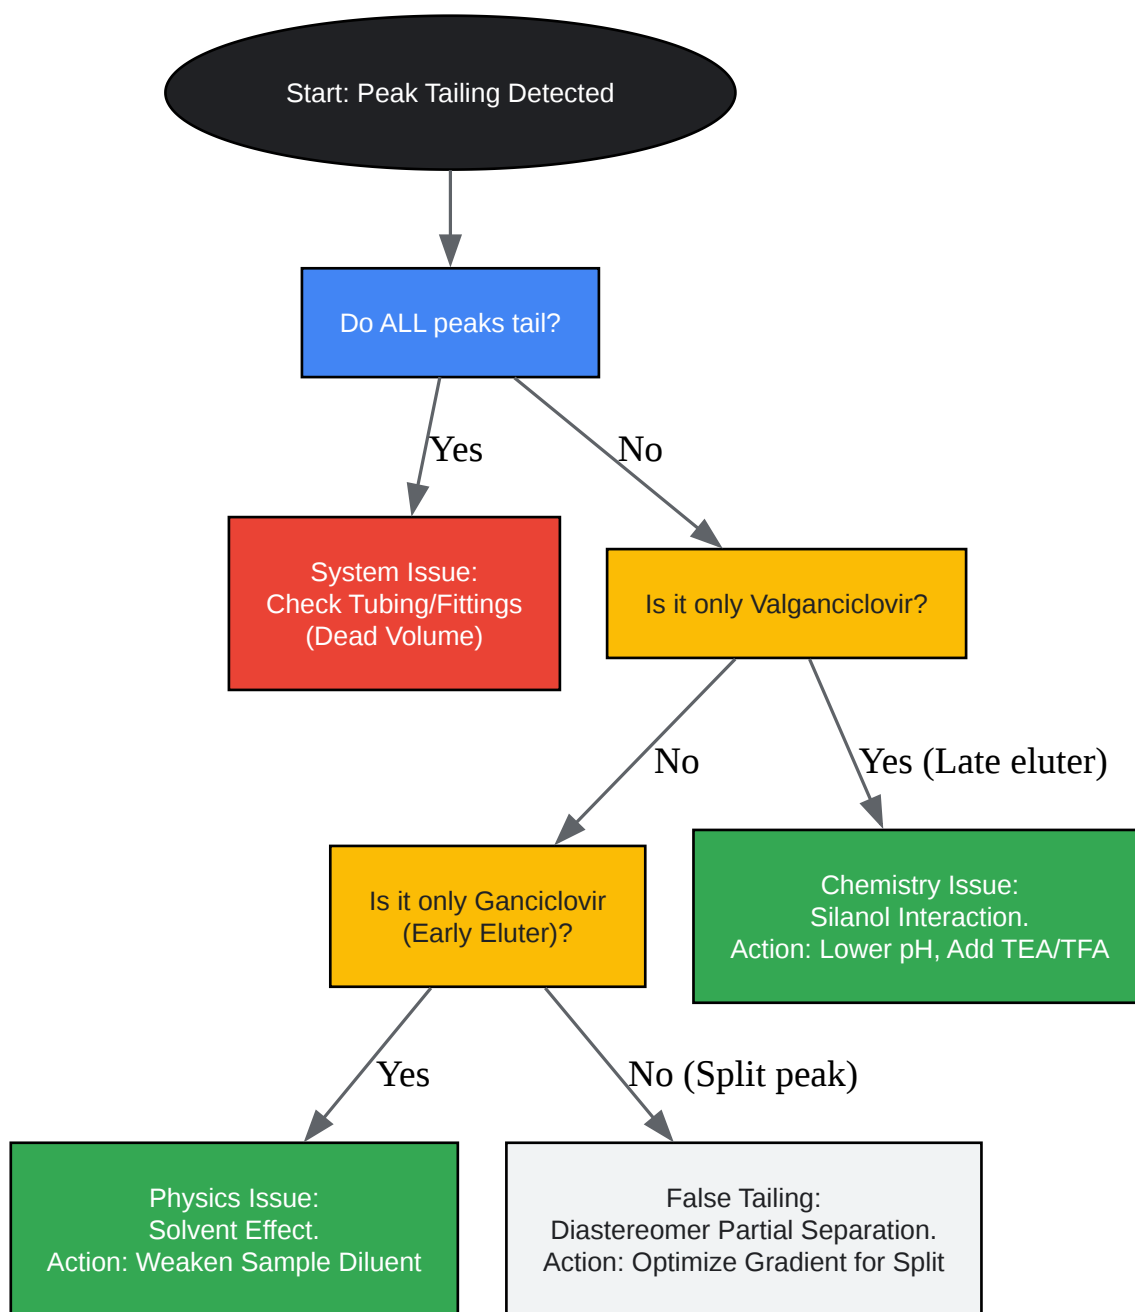 Start: Peak Tailing Detected
Do ALL peaks tail?
Yes
No
System Issue:
Check Tubing/Fittings
(Dead Volume)
Is it only Valganciclovir?
No
Yes (Late eluter)
Is it only Ganciclovir
(Early Eluter)?
Chemistry Issue:
Silanol Interaction.
Action: Lower pH, Add TEA/TFA
Yes
No (Split peak)
Physics Issue:
Solvent Effect.
Action: Weaken Sample Diluent
False Tailing:
Diastereomer Partial Separation.
Action: Optimize Gradient for Split